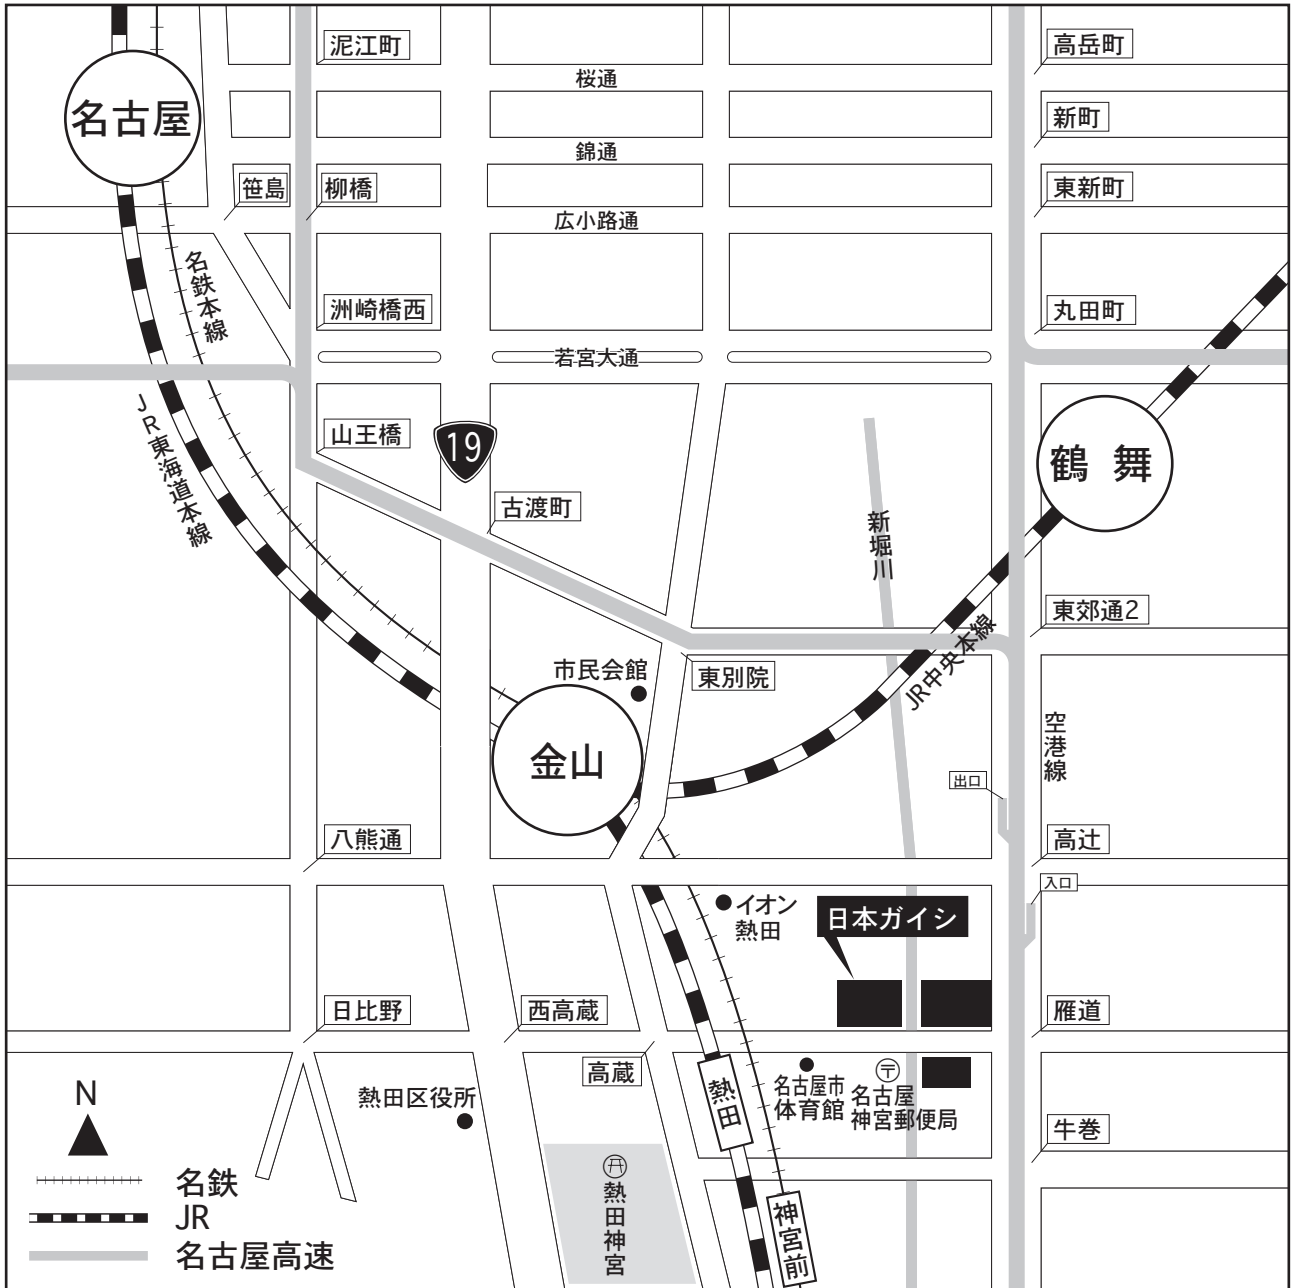 泥江町
高岳町
桜通
名古屋
新町
錦通
笹島
柳橋
東新町
広小路通
名鉄本線
洲崎橋西
丸田町
若宮大通
JR東海道本線
山王橋
19
鶴舞
古渡町
新堀川
東郊通2
JR中央本線
市民会館
東別院
空港線
金山
出口
八熊通
高辻
入口
イオン
熱田
日本ガイシ
日比野
西高蔵
雁道
高蔵
熱田
名古屋市
体育館
〒
名古屋
神宮郵便局
熱田区役所
牛巻
N
熱田神宮
神宮前
名鉄
JR
名古屋高速